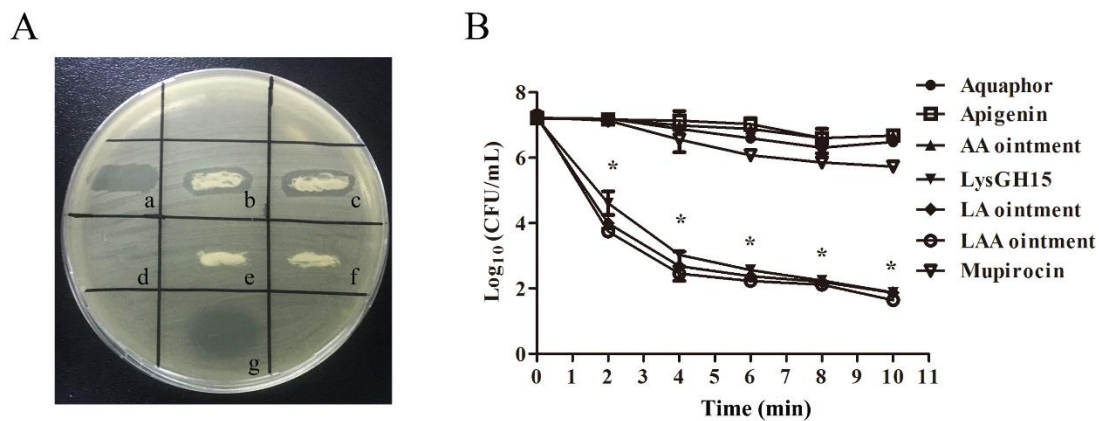 A
a
b
c
d
e
f
g
B
8
6
4
2
0
Log₁₀ (CFU/mL)
*
*
*
*
*
0 1 2 3 4 5 6 7 8 9 10 11
Time (min)
Aquaphor
Apigenin
AA ointment
LysGH15
LA ointment
LAA ointment
Mupirocin